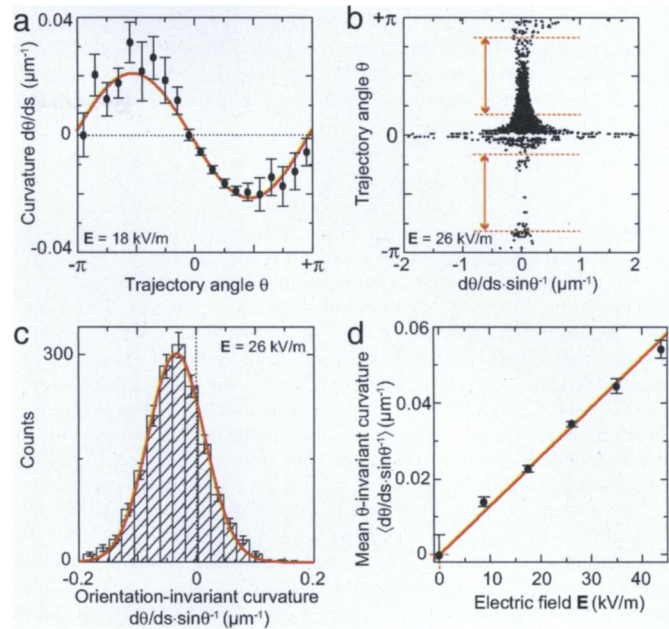 a
0.04
0
-0.04
Curvature dθ/ds (μm⁻¹)
E = 18 kV/m
-π
+π
Trajectory angle θ
b
+π
0
-π
Trajectory angle θ
E = 26 kV/m
-2
-1
0
1
2
dθ/ds·sinθ⁻¹ (μm⁻¹)
c
300
0
Counts
E = 26 kV/m
-0.2
0
0.2
Orientation-invariant curvature
dθ/ds·sinθ⁻¹ (μm⁻¹)
d
0.06
0.04
0.02
0
Mean θ-invariant curvature
⟨dθ/ds·sinθ⁻¹⟩ (μm⁻¹)
0
10
20
30
40
Electric field E (kV/m)